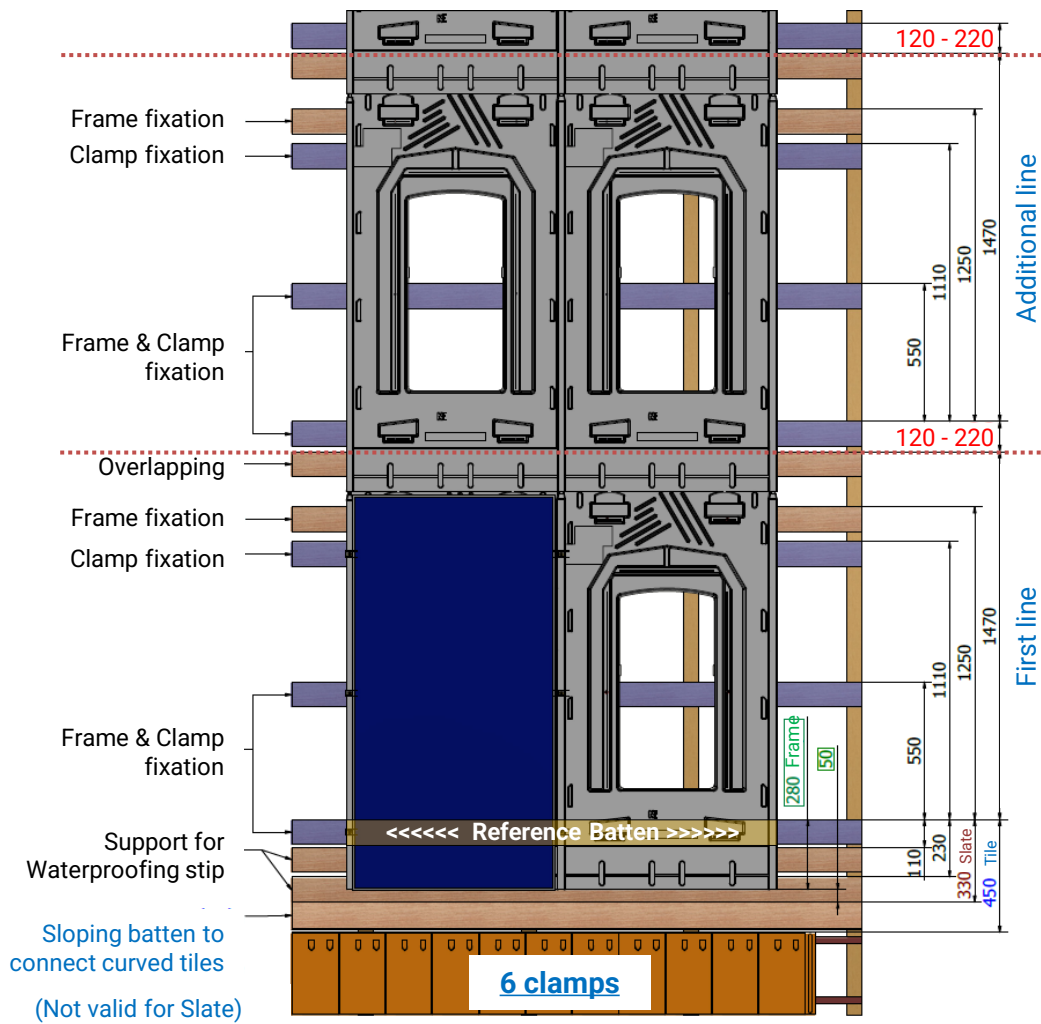 120 - 220
Frame fixation
Clamp fixation
Frame & Clamp
fixation
1470
1250
1110
550
Additional line
120 - 220
Overlapping
Frame fixation
Clamp fixation
Frame & Clamp
fixation
1470
1250
1110
550
First line
280 Frame
50
<<<<<< Reference Batten >>>>>>
Support for
Waterproofing stip
110
230
330 Slate
450 Tile
Sloping batten to
connect curved tiles
(Not valid for Slate)
6 clamps